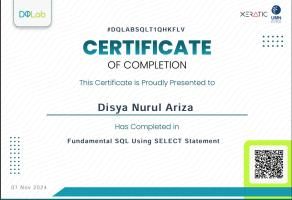 DQLab
XERATIC
UMN
#DQLABSQLT1QHKFLV
CERTIFICATE
OF COMPLETION
This Certificate is Proudly Presented to
Disya Nurul Ariza
Has Completed in
Fundamental SQL Using SELECT Statement
07 Nov 2024